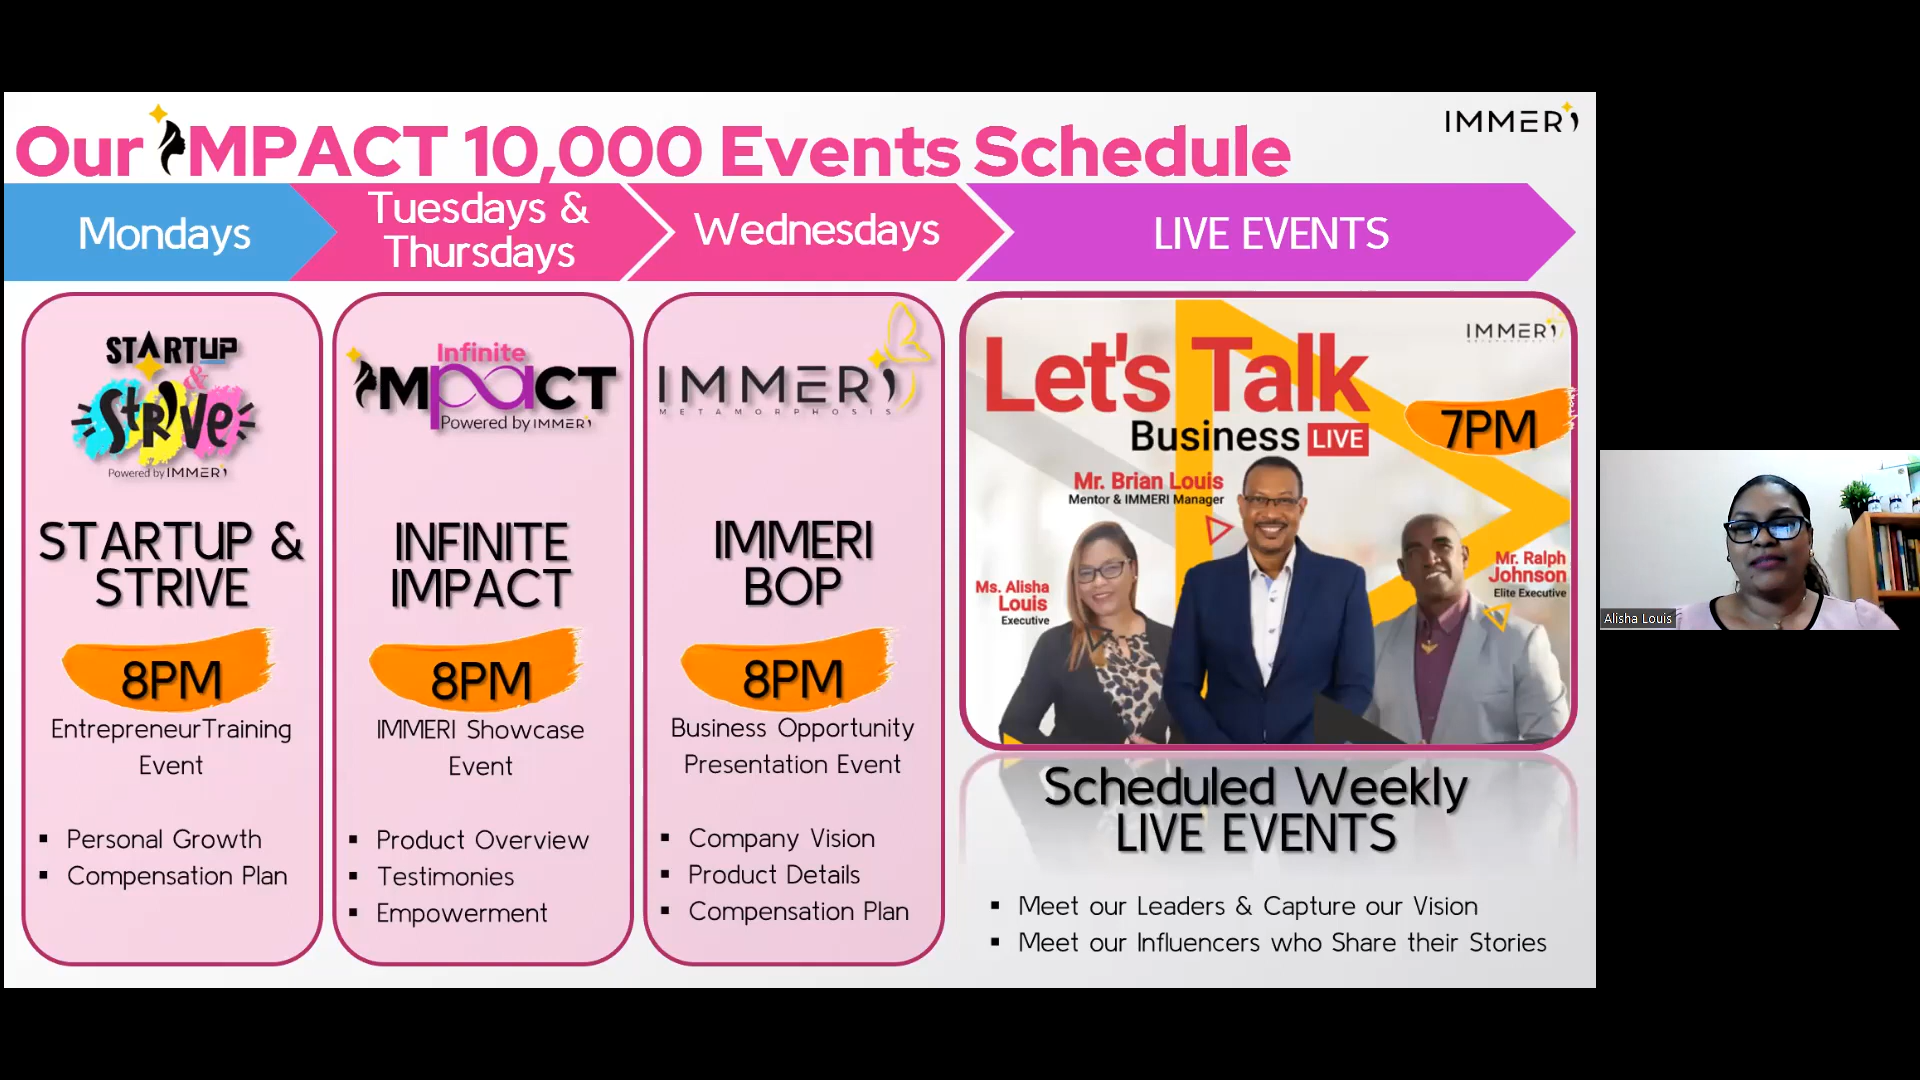 Our IMPACT 10,000 Events Schedule
IMMERI
Mondays
Tuesdays &
Thursdays
Wednesdays
LIVE EVENTS
STARTUP
&
StrIVe
Powered by IMMERI
STARTUP &
STRIVE
8PM
EntrepreneurTraining
Event
▪ Personal Growth
▪ Compensation Plan
Infinite
IMPACT
Powered by IMMERI
INFINITE
IMPACT
8PM
IMMERI Showcase
Event
▪ Product Overview
▪ Testimonies
▪ Empowerment
IMMERI
METAMORPHOSIS
IMMERI
BOP
8PM
Business Opportunity
Presentation Event
▪ Company Vision
▪ Product Details
▪ Compensation Plan
IMMERI
METAMORPHOSIS
Let's Talk
Business LIVE
7PM
Mr. Brian Louis
Mentor & IMMERI Manager
Ms. Alisha
Louis
Executive
Mr. Ralph
Johnson
Elite Executive
Scheduled Weekly
LIVE EVENTS
▪ Meet our Leaders & Capture our Vision
▪ Meet our Influencers who Share their Stories
Alisha Louis